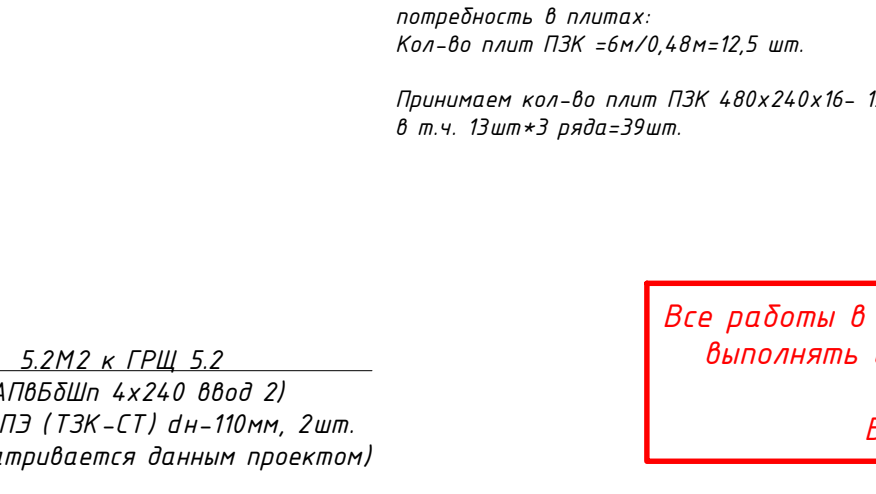 потребность в плитах:
Кол-во плит ПЗК =6м/0,48м=12,5 шт.
Принимаем кол-во плит ПЗК 480х240х16-
в т.ч. 13шт*3 ряда=39шт.
Все работы в
выполнять
5.2М2 к ГРЩ 5.2
АПвБбШп 4х240 ввод 2)
ПЭ (ТЗК-СТ) dн-110мм, 2шт.
атривается данным проектом)